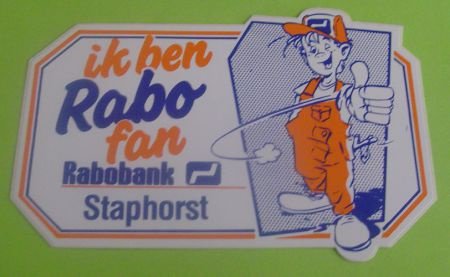 ik ben
Rabo
fan
Rabobank
Staphorst